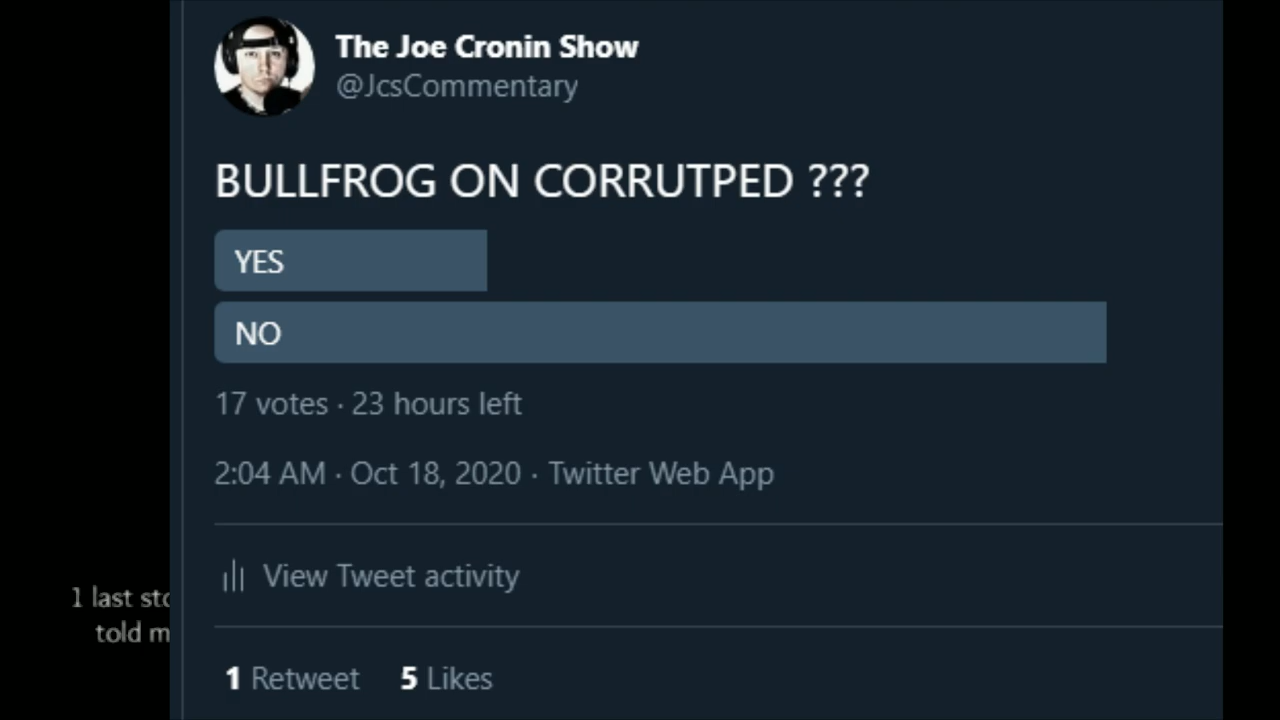 The Joe Cronin Show
@JcsCommentary
BULLFROG ON CORRUTPED ???
YES
NO
17 votes · 23 hours left
2:04 AM · Oct 18, 2020 · Twitter Web App
View Tweet activity
1 last
told
1 Retweet 5 Likes